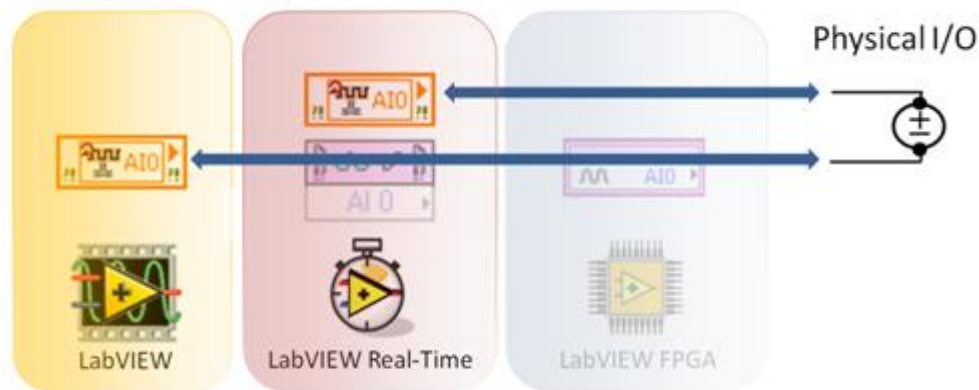 Physical I/O
AI0
AI0
AI 0
AI0
LabVIEW
LabVIEW Real-Time
LabVIEW FPGA